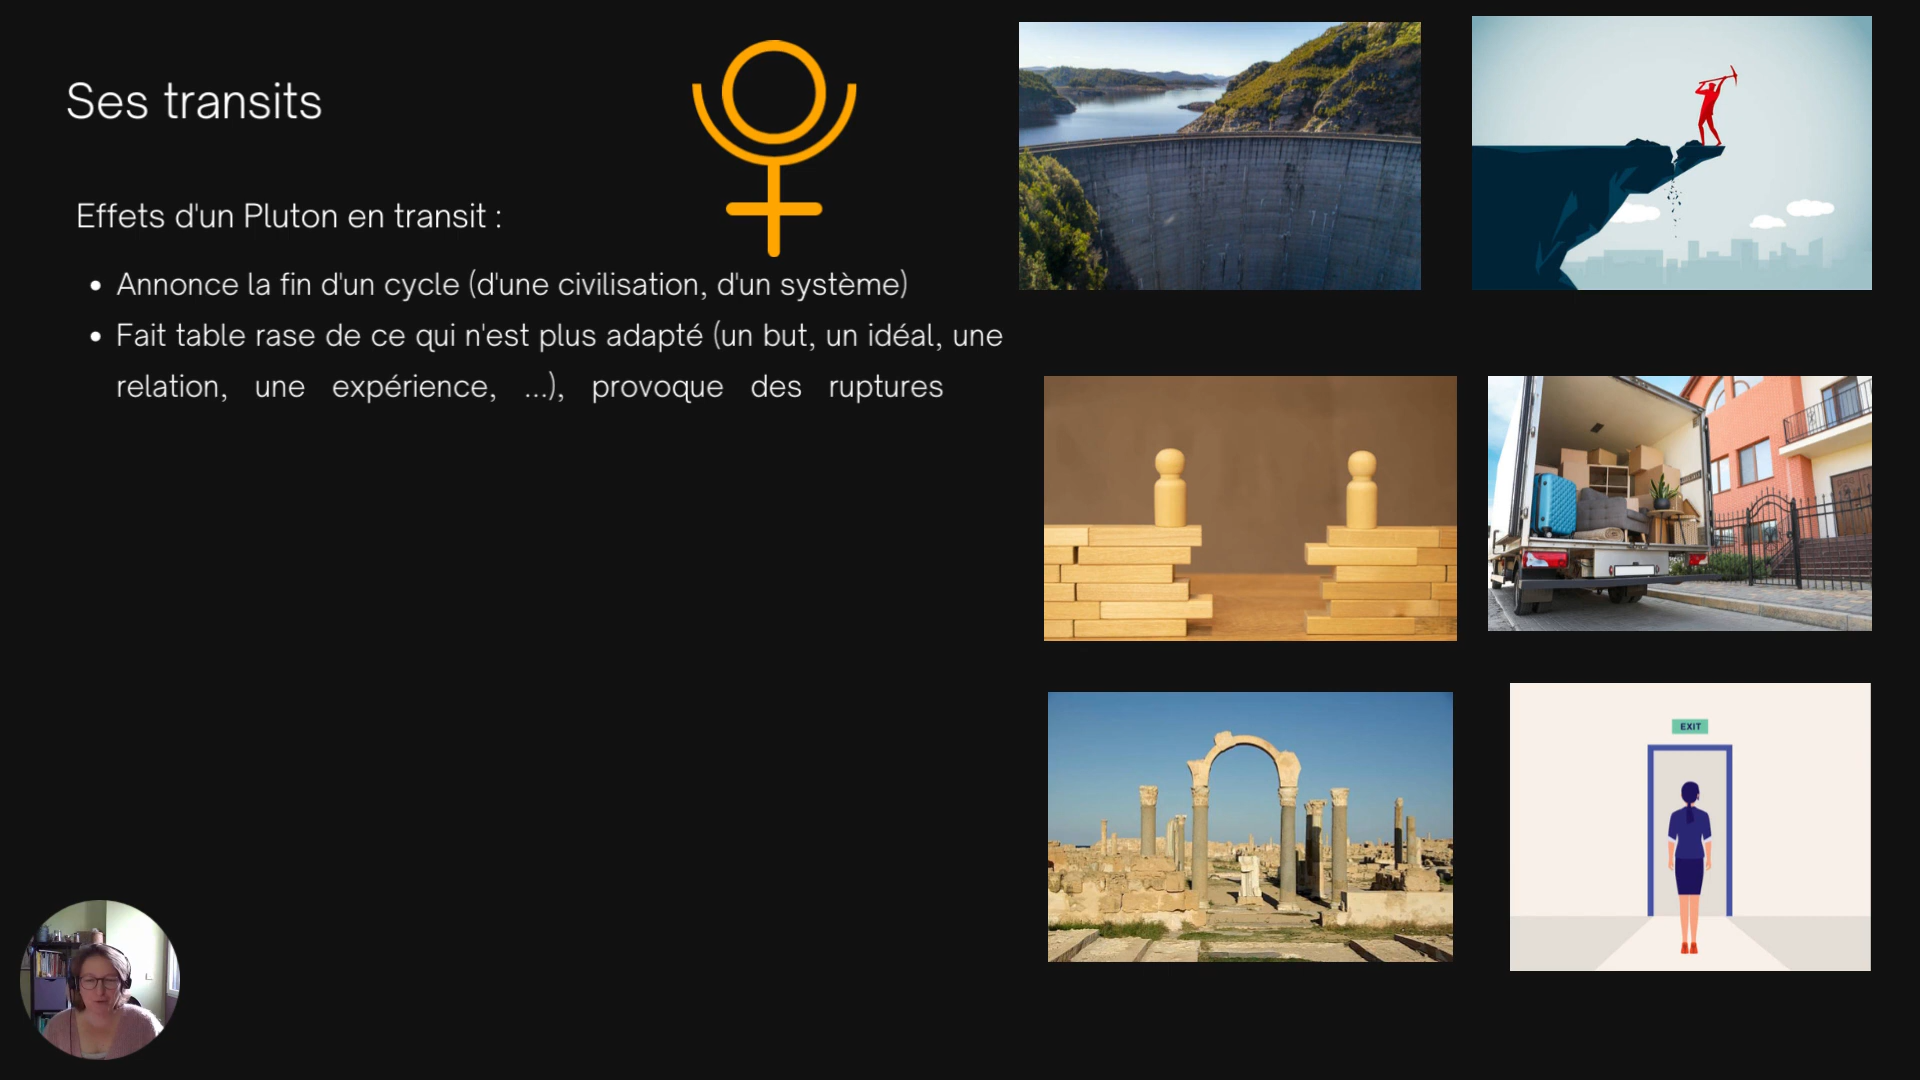 Ses transits
Effets d'un Pluton en transit :
• Annonce la fin d'un cycle (d'une civilisation, d'un système)
• Fait table rase de ce qui n'est plus adapté (un but, un idéal, une
relation, une expérience, ...), provoque des ruptures
EXIT